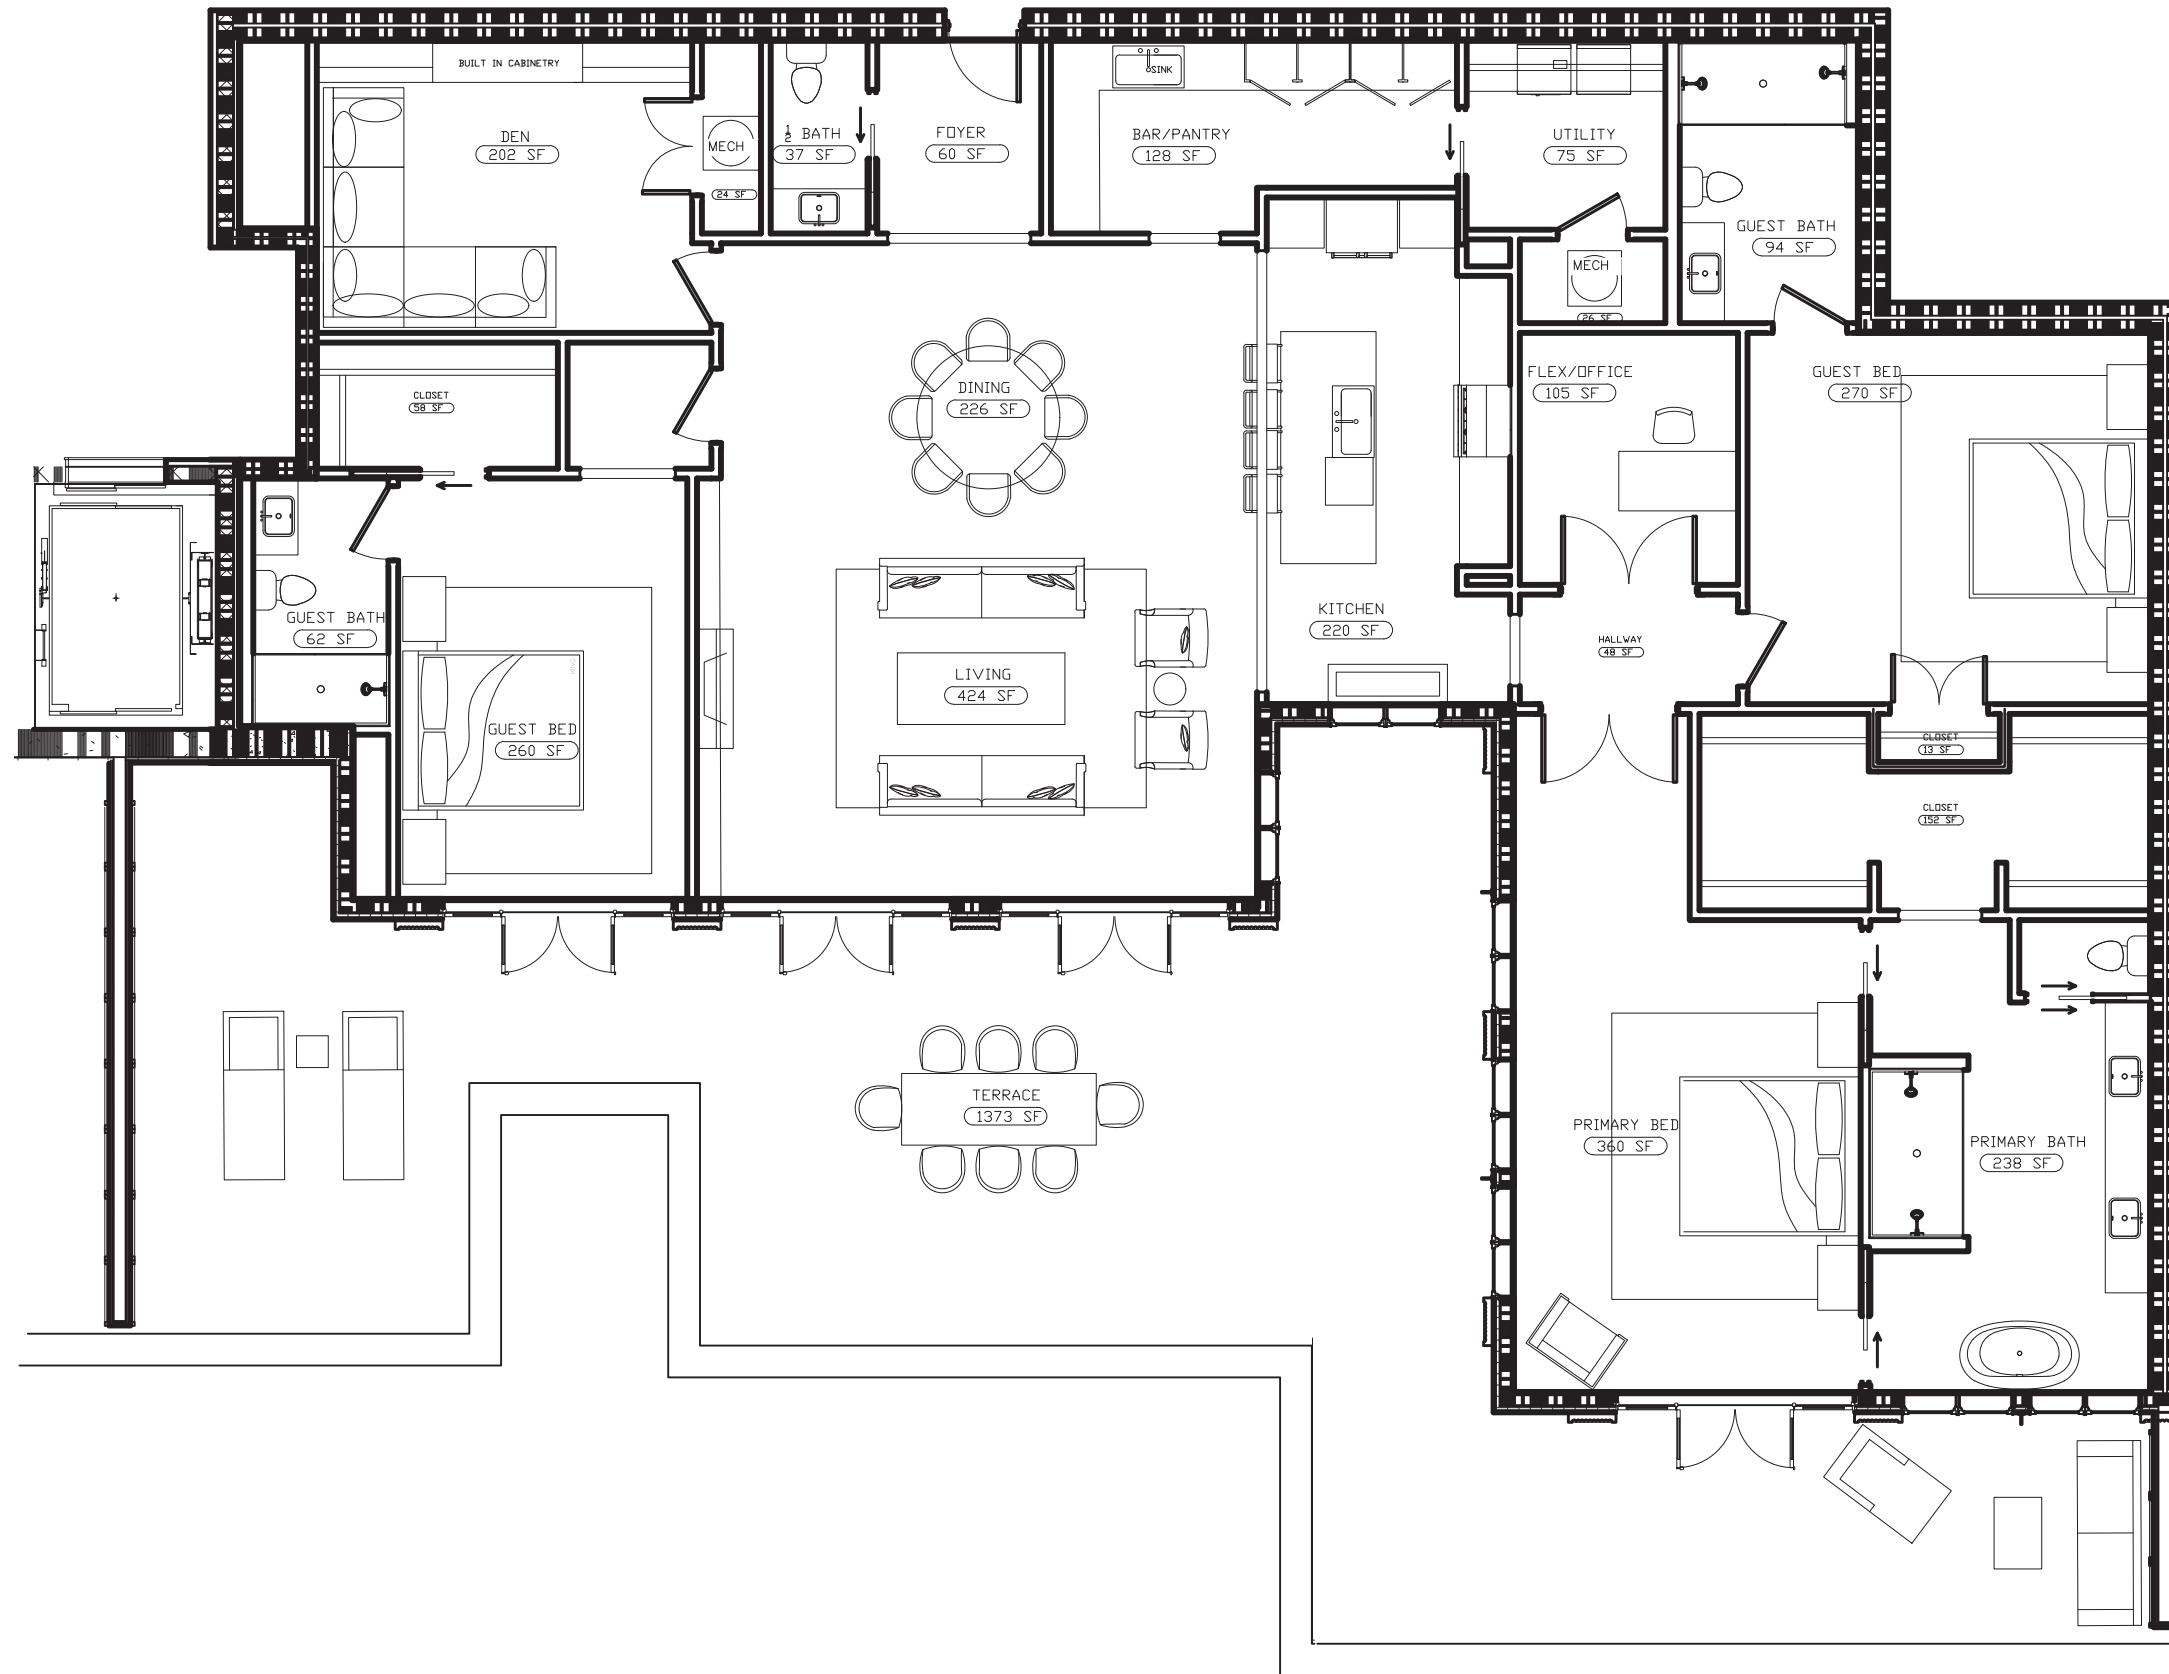 BUILT IN CABINETRY
SINK
DEN
202 SF
MECH
24 SF
½ BATH
37 SF
FOYER
60 SF
BAR/PANTRY
128 SF
UTILITY
75 SF
GUEST BATH
94 SF
MECH
26 SF
DINING
226 SF
CLOSET
58 SF
FLEX/OFFICE
105 SF
GUEST BED
270 SF
GUEST BATH
62 SF
KITCHEN
220 SF
HALLWAY
48 SF
LIVING
424 SF
GUEST BED
260 SF
CLOSET
13 SF
CLOSET
152 SF
TERRACE
1373 SF
PRIMARY BED
360 SF
PRIMARY BATH
238 SF